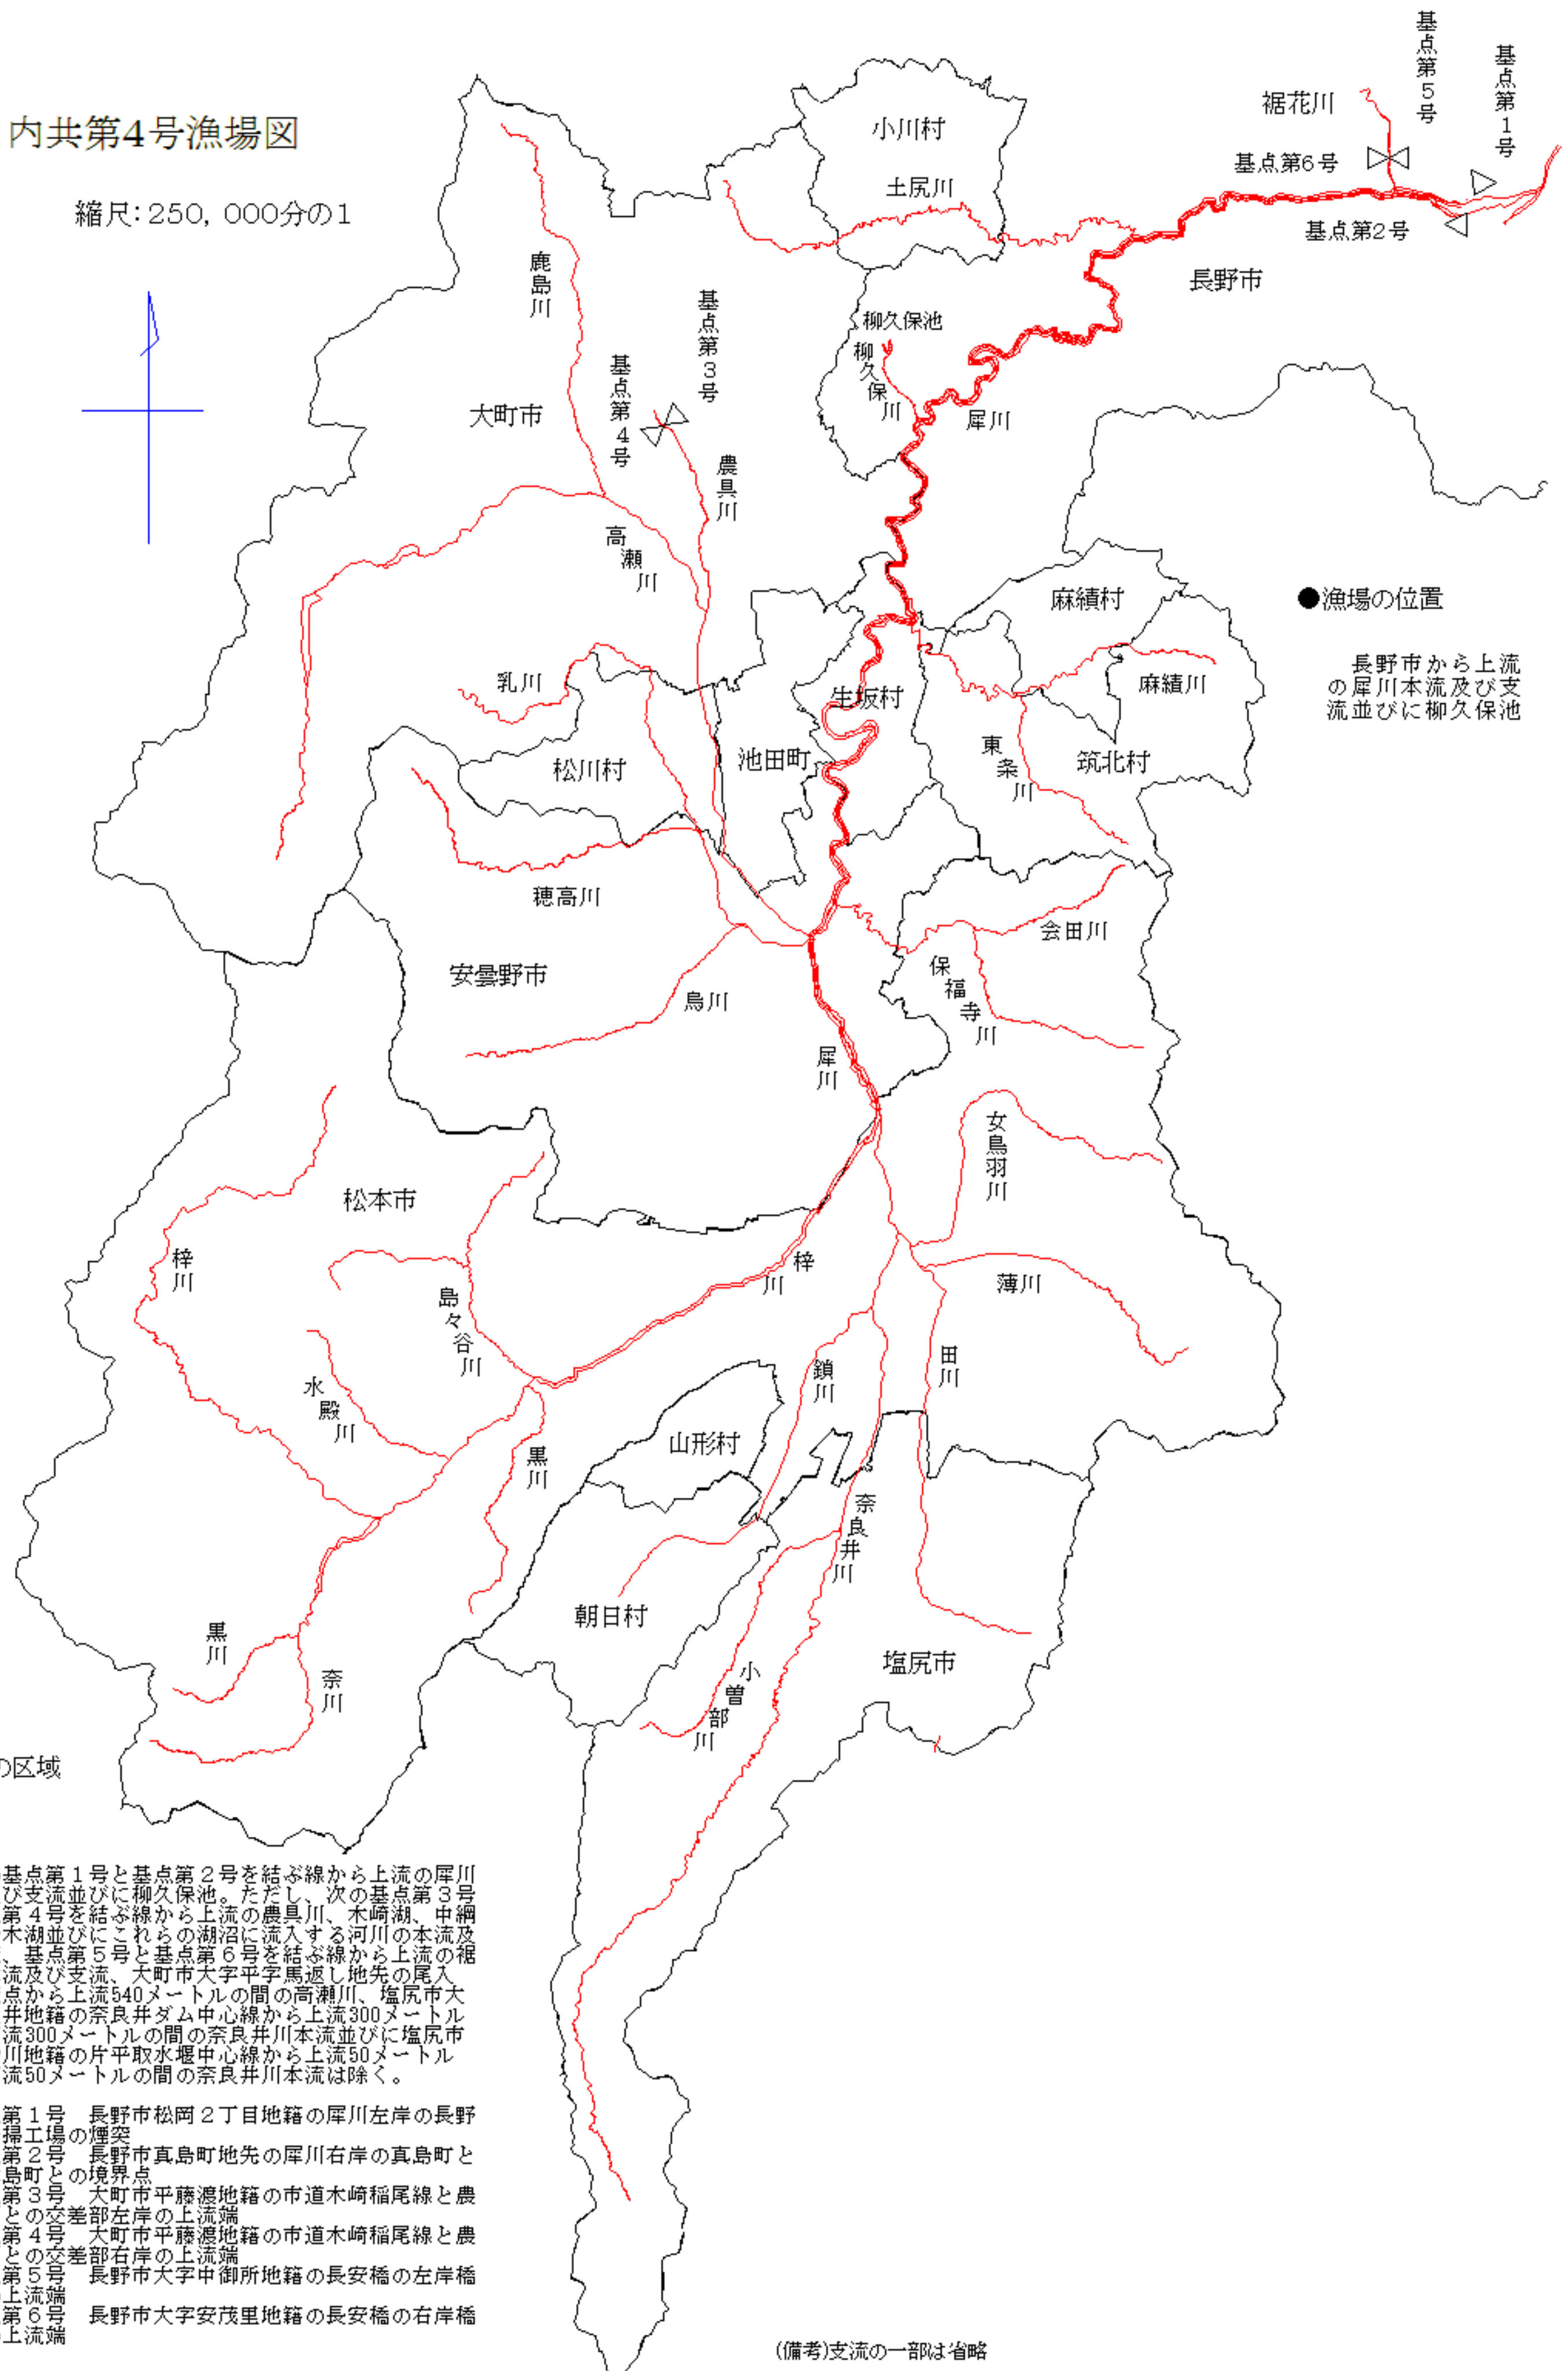 内共第4号漁場図
縮尺：250，000分の1
基点第5号
基点第1号
裾花川
基点第6号
基点第2号
小川村
土尻川
長野市
鹿島川
基点第3号
柳久保池
柳久保川
基点第4号
大町市
犀川
農具川
高瀬川
麻績村
●漁場の位置
長野市から上流
の犀川本流及び支
流並びに柳久保池
乳川
生坂村
麻績川
松川村
池田町
東条川
筑北村
穂高川
会田川
安曇野市
烏川
保福寺川
犀川
女鳥羽川
松本市
梓川
梓川
島々谷川
薄川
水殿川
鎖川
田川
山形村
黒川
奈良井川
朝日村
黒川
奈川
小曽部川
塩尻市
の区域
基点第１号と基点第２号を結ぶ線から上流の犀川
び支流並びに柳久保池。ただし、次の基点第３号
第４号を結ぶ線から上流の農具川、木崎湖、中綱
木湖並びにこれらの湖沼に流入する河川の本流及
、基点第５号と基点第６号を結ぶ線から上流の裾
流及び支流、大町市大字平字馬返し地先の尾入
点から上流540メートルの間の高瀬川、塩尻市大
井地籍の奈良井ダム中心線から上流300メートル
流300メートルの間の奈良井川本流並びに塩尻市
川地籍の片平取水堰中心線から上流50メートル
流50メートルの間の奈良井川本流は除く。
第１号　長野市松岡２丁目地籍の犀川左岸の長野
掃工場の煙突
第２号　長野市真島町地先の犀川右岸の真島町と
島町との境界点
第３号　大町市平藤渡地籍の市道木崎稲尾線と農
との交差部左岸の上流端
第４号　大町市平藤渡地籍の市道木崎稲尾線と農
との交差部右岸の上流端
第５号　長野市大字中御所地籍の長安橋の左岸橋
上流端
第６号　長野市大字安茂里地籍の長安橋の右岸橋
上流端
(備考)支流の一部は省略